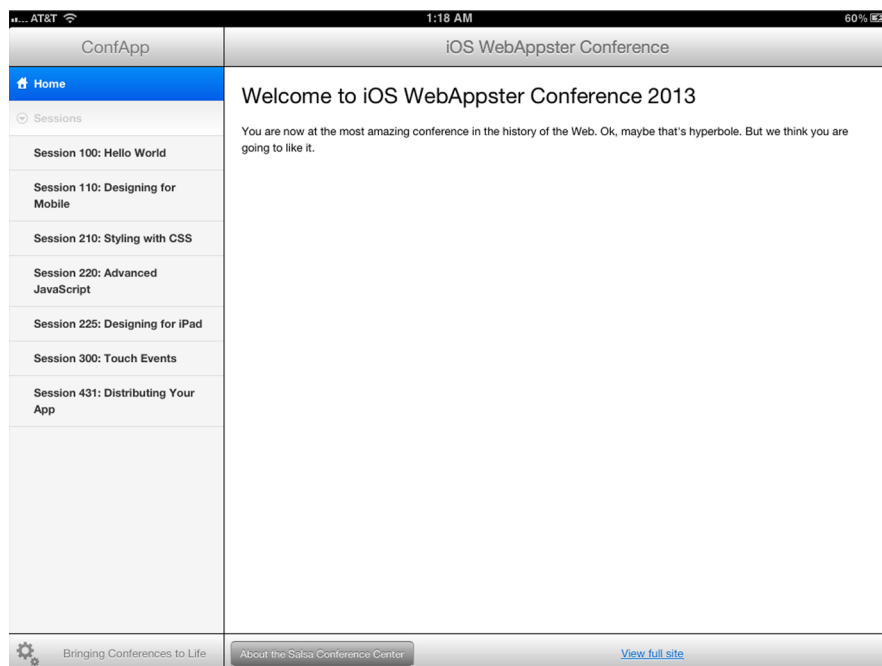 AT&T
1:18 AM
60%
ConfApp
iOS WebAppster Conference
Home
Sessions
Session 100: Hello World
Session 110: Designing for
Mobile
Session 210: Styling with CSS
Session 220: Advanced
JavaScript
Session 225: Designing for iPad
Session 300: Touch Events
Session 431: Distributing Your
App
Welcome to iOS WebAppster Conference 2013
You are now at the most amazing conference in the history of the Web. Ok, maybe that's hyperbole. But we think you are
going to like it.
Bringing Conferences to Life
About the Salsa Conference Center
View full site